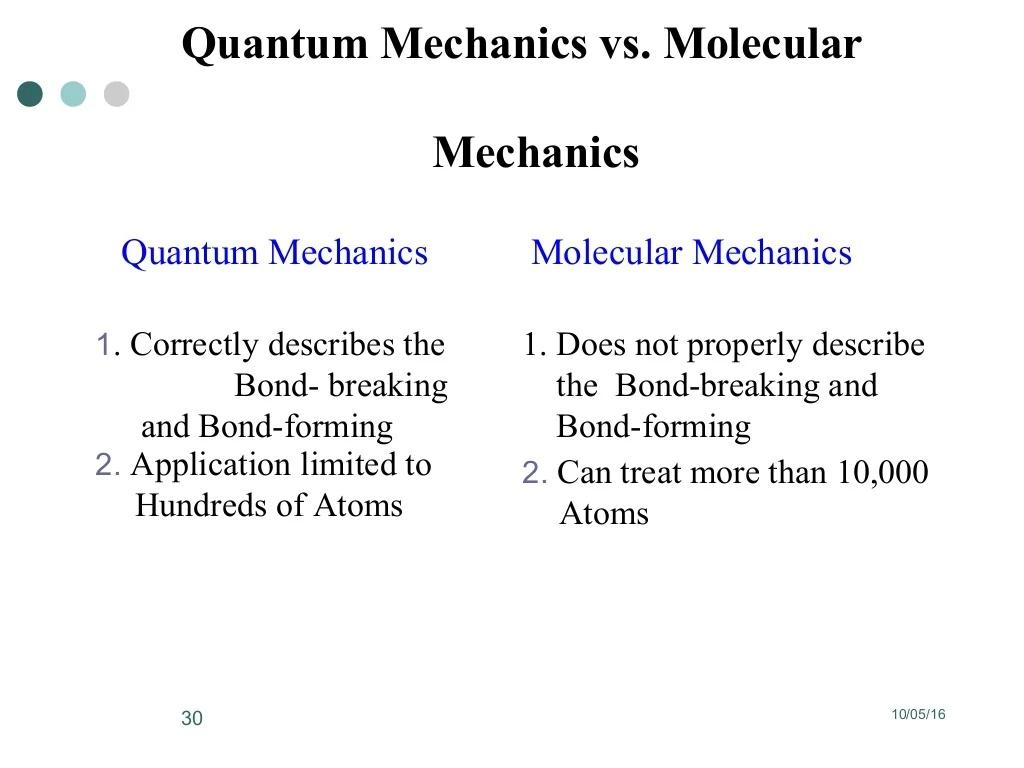 Quantum Mechanics vs. Molecular
Mechanics
Quantum Mechanics
1. Correctly describes the
Bond- breaking
and Bond-forming
2. Application limited to
Hundreds of Atoms
Molecular Mechanics
1. Does not properly describe
the Bond-breaking and
Bond-forming
2. Can treat more than 10,000
Atoms
30
10/05/16